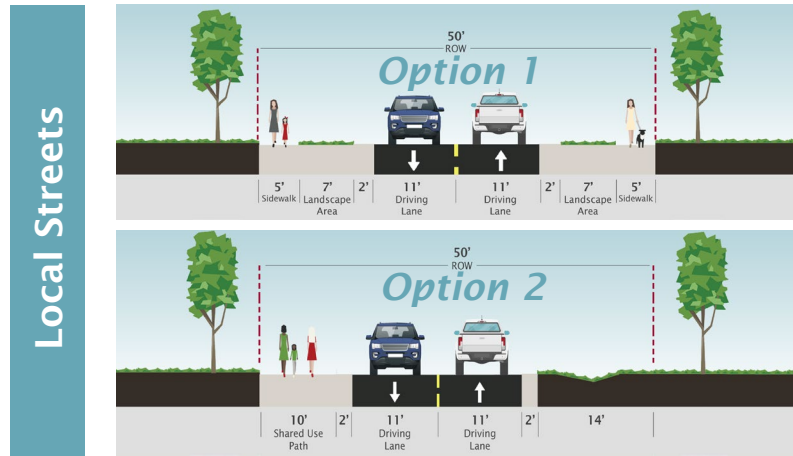 Local Streets
50'
ROW
Option 1
5' 7' 2' 11' 11' 2' 7' 5'
Sidewalk Landscape Driving Driving Landscape Sidewalk
Area Lane Lane Area
50'
ROW
Option 2
10' 2' 11' 11' 2' 14'
Shared Use Driving Driving
Path Lane Lane